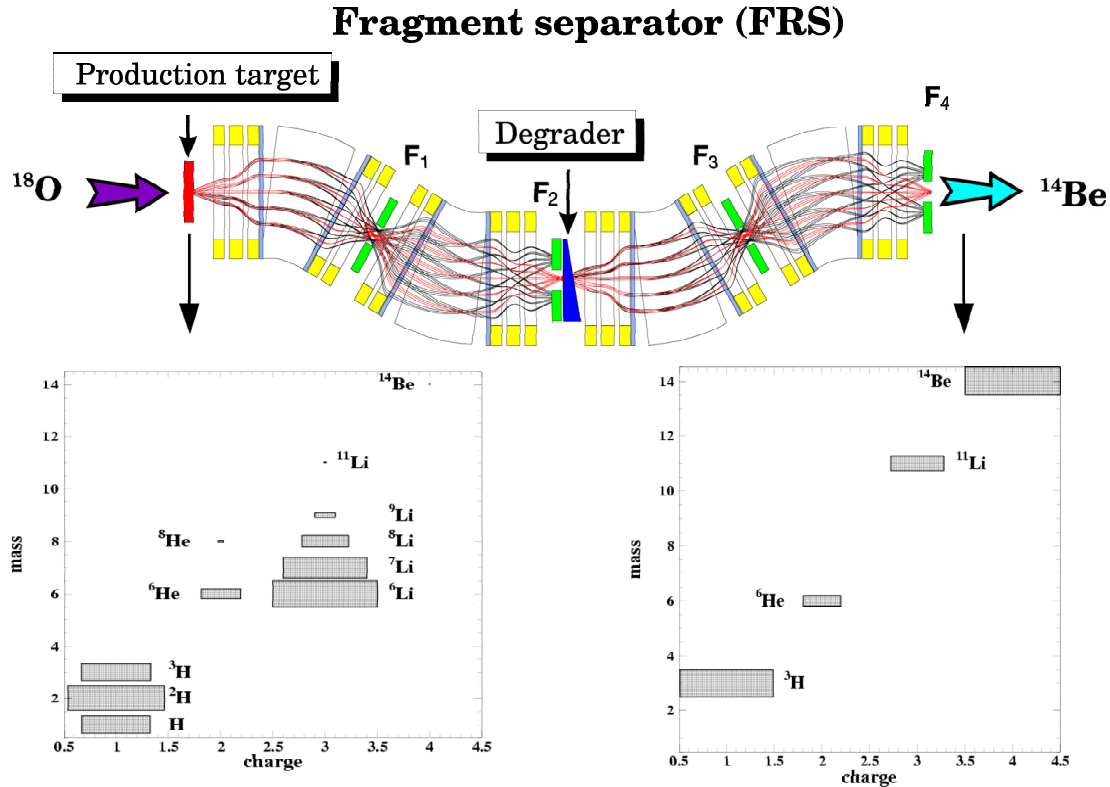 Fragment separator (FRS)
Production target
Degrader
F₁
F₂
F₃
F₄
¹⁸O
¹⁴Be
14
12
10
8
6
4
2
mass
¹⁴Be
¹¹Li
⁹Li
⁸He
⁸Li
⁷Li
⁶He
⁶Li
³H
²H
H
0.5 1 1.5 2 2.5 3 3.5 4 4.5
charge
14
12
10
8
6
4
2
mass
¹⁴Be
¹¹Li
⁶He
³H
0.5 1 1.5 2 2.5 3 3.5 4 4.5
charge